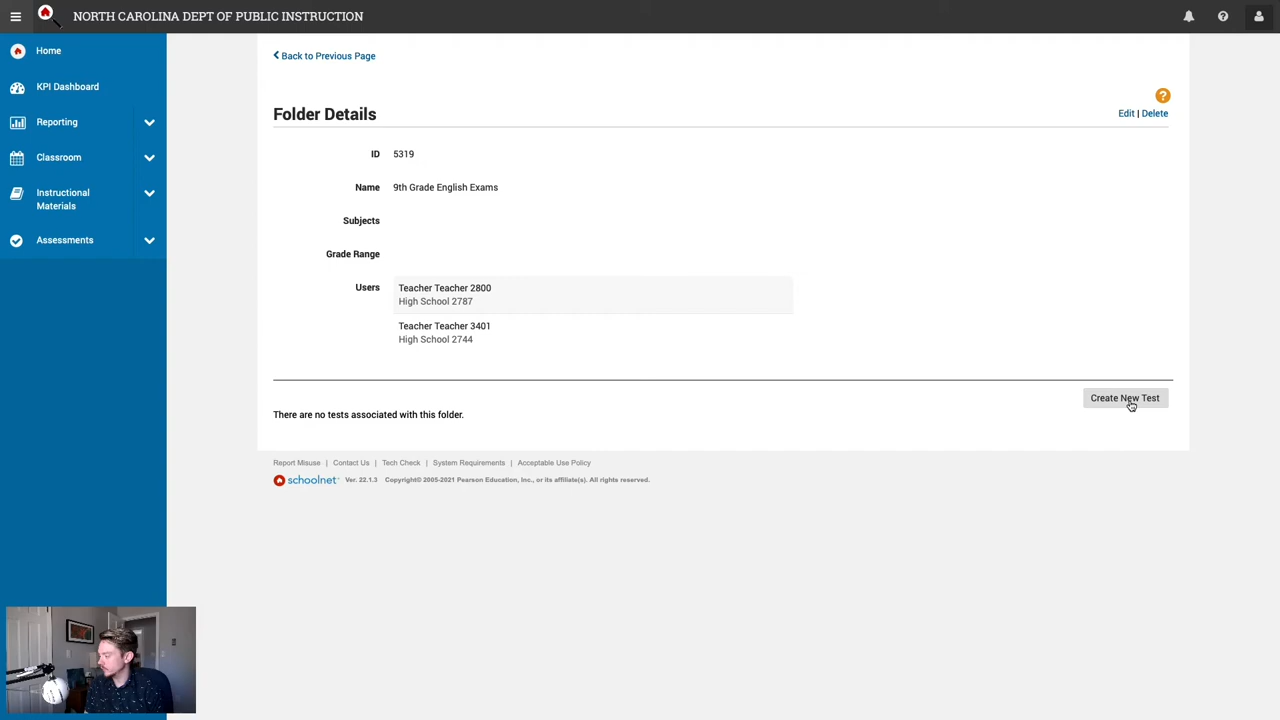 NORTH CAROLINA DEPT OF PUBLIC INSTRUCTION
Home
KPI Dashboard
Reporting
Classroom
Instructional
Materials
Assessments
Back to Previous Page
?
Folder Details
Edit | Delete
ID 5319
Name 9th Grade English Exams
Subjects
Grade Range
Users Teacher Teacher 2800
High School 2787
Teacher Teacher 3401
High School 2744
Create New Test
There are no tests associated with this folder.
Report Misuse | Contact Us | Tech Check | System Requirements | Acceptable Use Policy
schoolnet Ver. 22.1.3 Copyright© 2005-2021 Pearson Education, Inc., or its affiliate(s). All rights reserved.